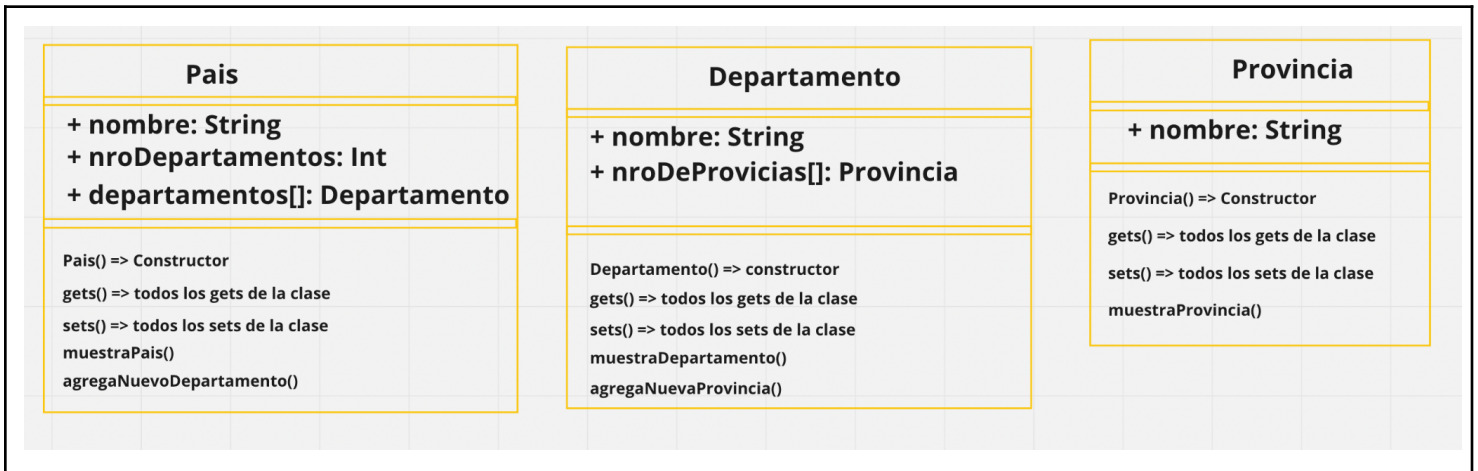 Pais
+ nombre: String
+ nroDepartamentos: Int
+ departamentos[]: Departamento
Pais() => Constructor
gets() => todos los gets de la clase
sets() => todos los sets de la clase
muestraPais()
agregaNuevoDepartamento()
Departamento
+ nombre: String
+ nroDeProvicias[]: Provincia
Departamento() => constructor
gets() => todos los gets de la clase
sets() => todos los sets de la clase
muestraDepartamento()
agregaNuevaProvincia()
Provincia
+ nombre: String
Provincia() => Constructor
gets() => todos los gets de la clase
sets() => todos los sets de la clase
muestraProvincia()